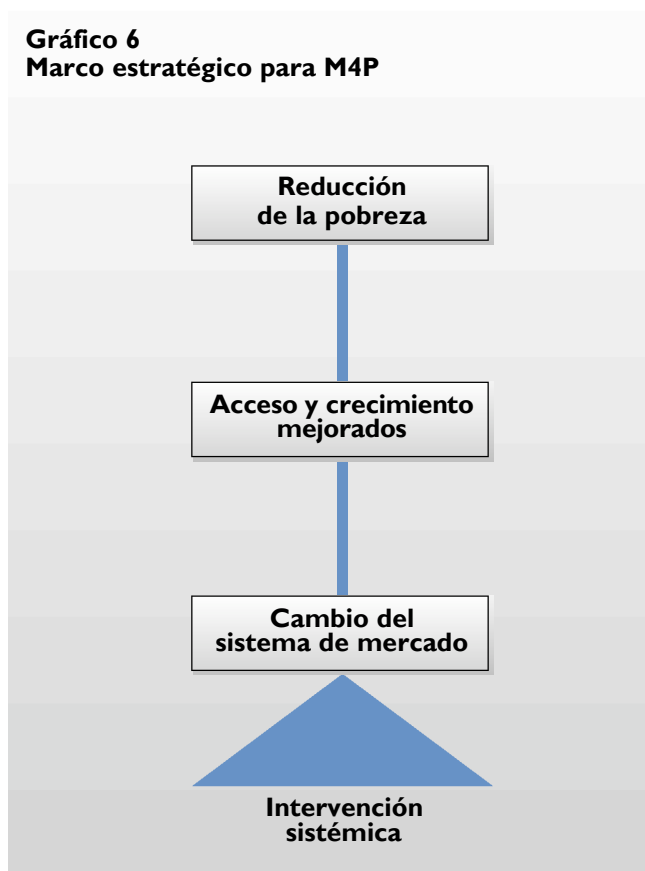 Gráfico 6
Marco estratégico para M4P
Reducción
de la pobreza
Acceso y crecimiento
mejorados
Cambio del
sistema de mercado
Intervención
sistémica